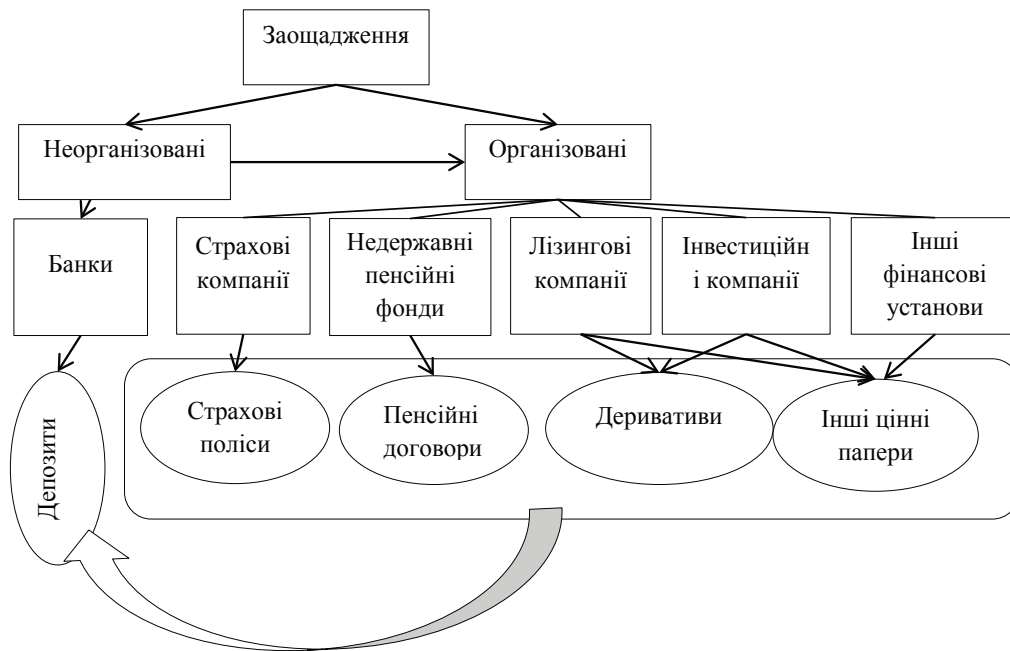 Заощадження
Неорганізовані
Організовані
Банки
Страхові
компанії
Недержавні
пенсійні
фонди
Лізингові
компанії
Інвестиційн
і компанії
Інші
фінансові
установи
Депозити
Страхові
поліси
Пенсійні
договори
Деривативи
Інші цінні
папери